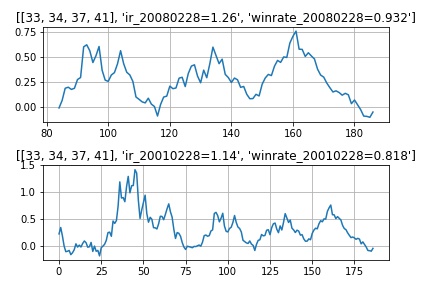 [[33, 34, 37, 41], 'ir_20080228=1.26', 'winrate_20080228=0.932']
0.75
0.50
0.25
0.00
80 100 120 140 160 180
[[33, 34, 37, 41], 'ir_20010228=1.14', 'winrate_20010228=0.818']
1.5
1.0
0.5
0.0
0 25 50 75 100 125 150 175